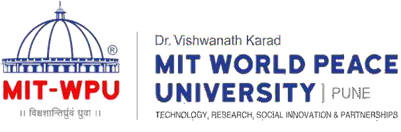 ®
MIT-WPU
॥ विश्वशान्तिर्ध्रुवं ध्रुवा ॥
Dr. Vishwanath Karad
MIT WORLD PEACE
UNIVERSITY | PUNE
TECHNOLOGY, RESEARCH, SOCIAL INNOVATION & PARTNERSHIPS